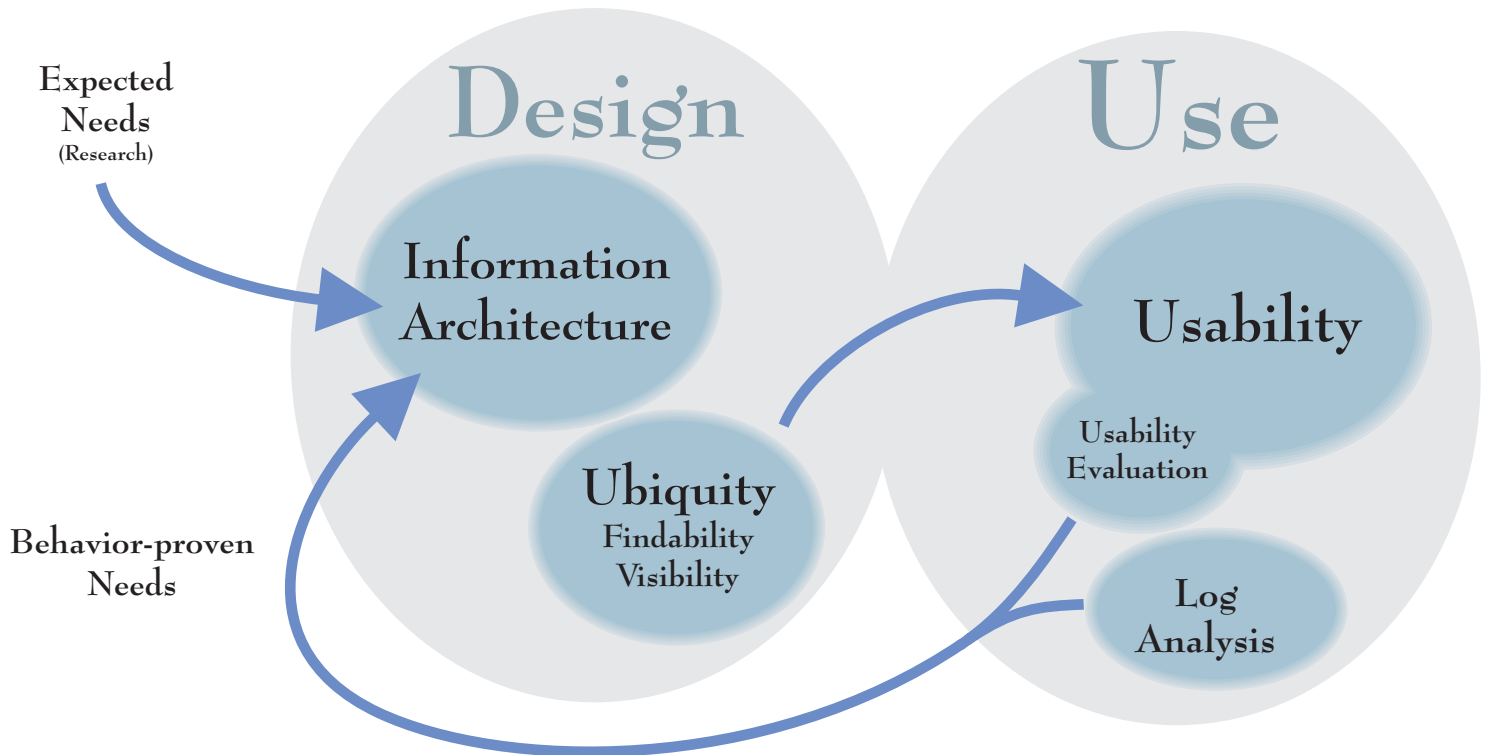 Expected
Needs
(Research)
Design
Information
Architecture
Ubiquity
Findability
Visibility
Behavior-proven
Needs
Use
Usability
Usability
Evaluation
Log
Analysis